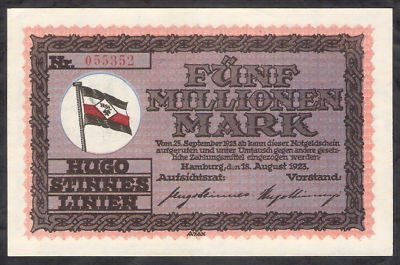 Nr. 055352
FÜNF
MILLIONEN
MARK
Vom 25. September 1923 ab kann dieser Notgeldschein
aufgerufen und unter Umtausch gegen andere gesetz-
liche Zahlungsmittel eingezogen werden.
Hamburg, den 18. August 1923.
Aufsichtsrat: Vorstand:
HUGO
STINNES
LINIEN